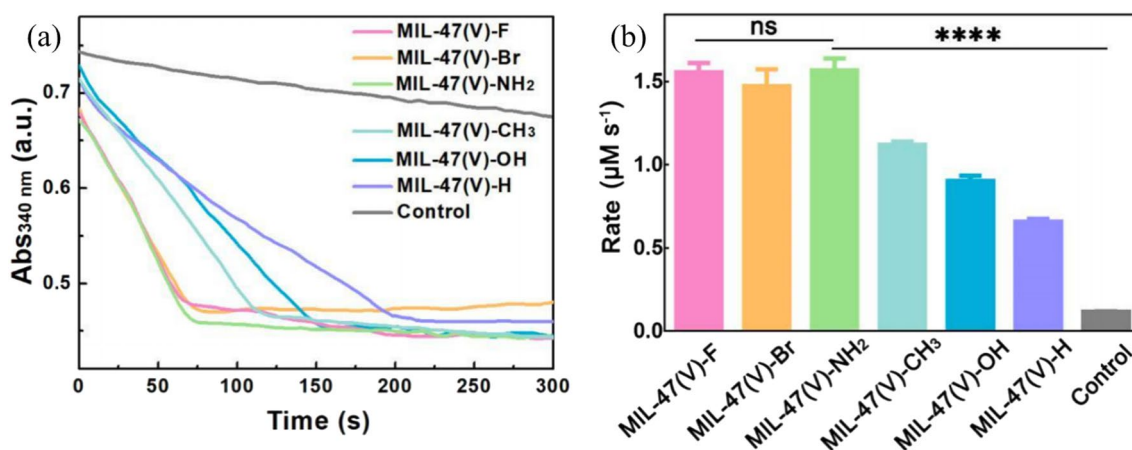 (a)
MIL-47(V)-F
MIL-47(V)-Br
MIL-47(V)-NH₂
MIL-47(V)-CH₃
MIL-47(V)-OH
MIL-47(V)-H
Control
Abs₃₄₀ ₙₘ (a.u.)
0.7
0.6
0.5
0 50 100 150 200 250 300
Time (s)
(b)
ns
****
Rate (μM s⁻¹)
1.5
1.0
0.5
0.0
MIL-47(V)-F
MIL-47(V)-Br
MIL-47(V)-NH₂
MIL-47(V)-CH₃
MIL-47(V)-OH
MIL-47(V)-H
Control